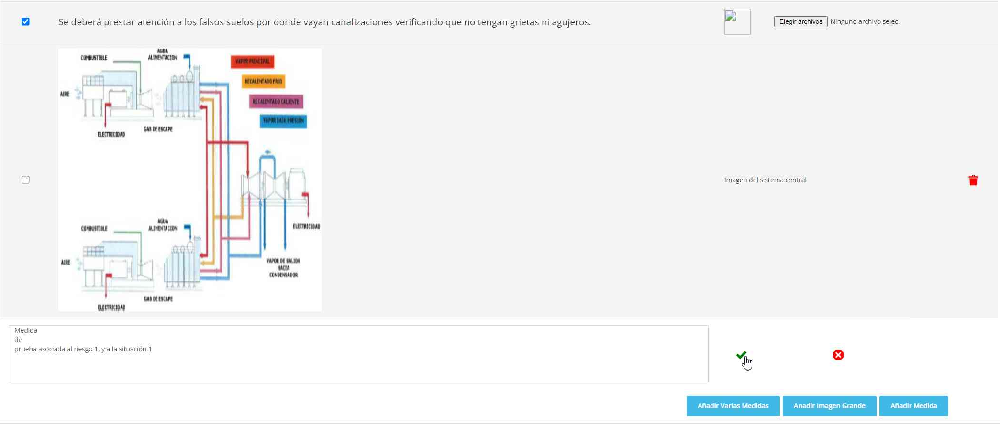 Se deberá prestar atención a los falsos suelos por donde vayan canalizaciones verificando que no tengan grietas ni agujeros.
Elegir archivos Ninguno archivo selec.
AGUA
COMBUSTIBLE ALIMENTACION
VAPOR PRINCIPAL
RECALENTADO FRIO
AIRE
RECALENTADO CALIENTE
VAPOR BAJA PRESIÓN
GAS DE ESCAPE
ELECTRICIDAD
Imagen del sistema central
AGUA
COMBUSTIBLE ALIMENTACION
ELECTRICIDAD
AIRE
VAPOR DE SALIDA
HACIA
CONDENSADOR
GAS DE ESCAPE
ELECTRICIDAD
Medida
de
prueba asociada al riesgo 1, y a la situación 1
Añadir Varias Medidas
Anadir Imagen Grande
Añadir Medida